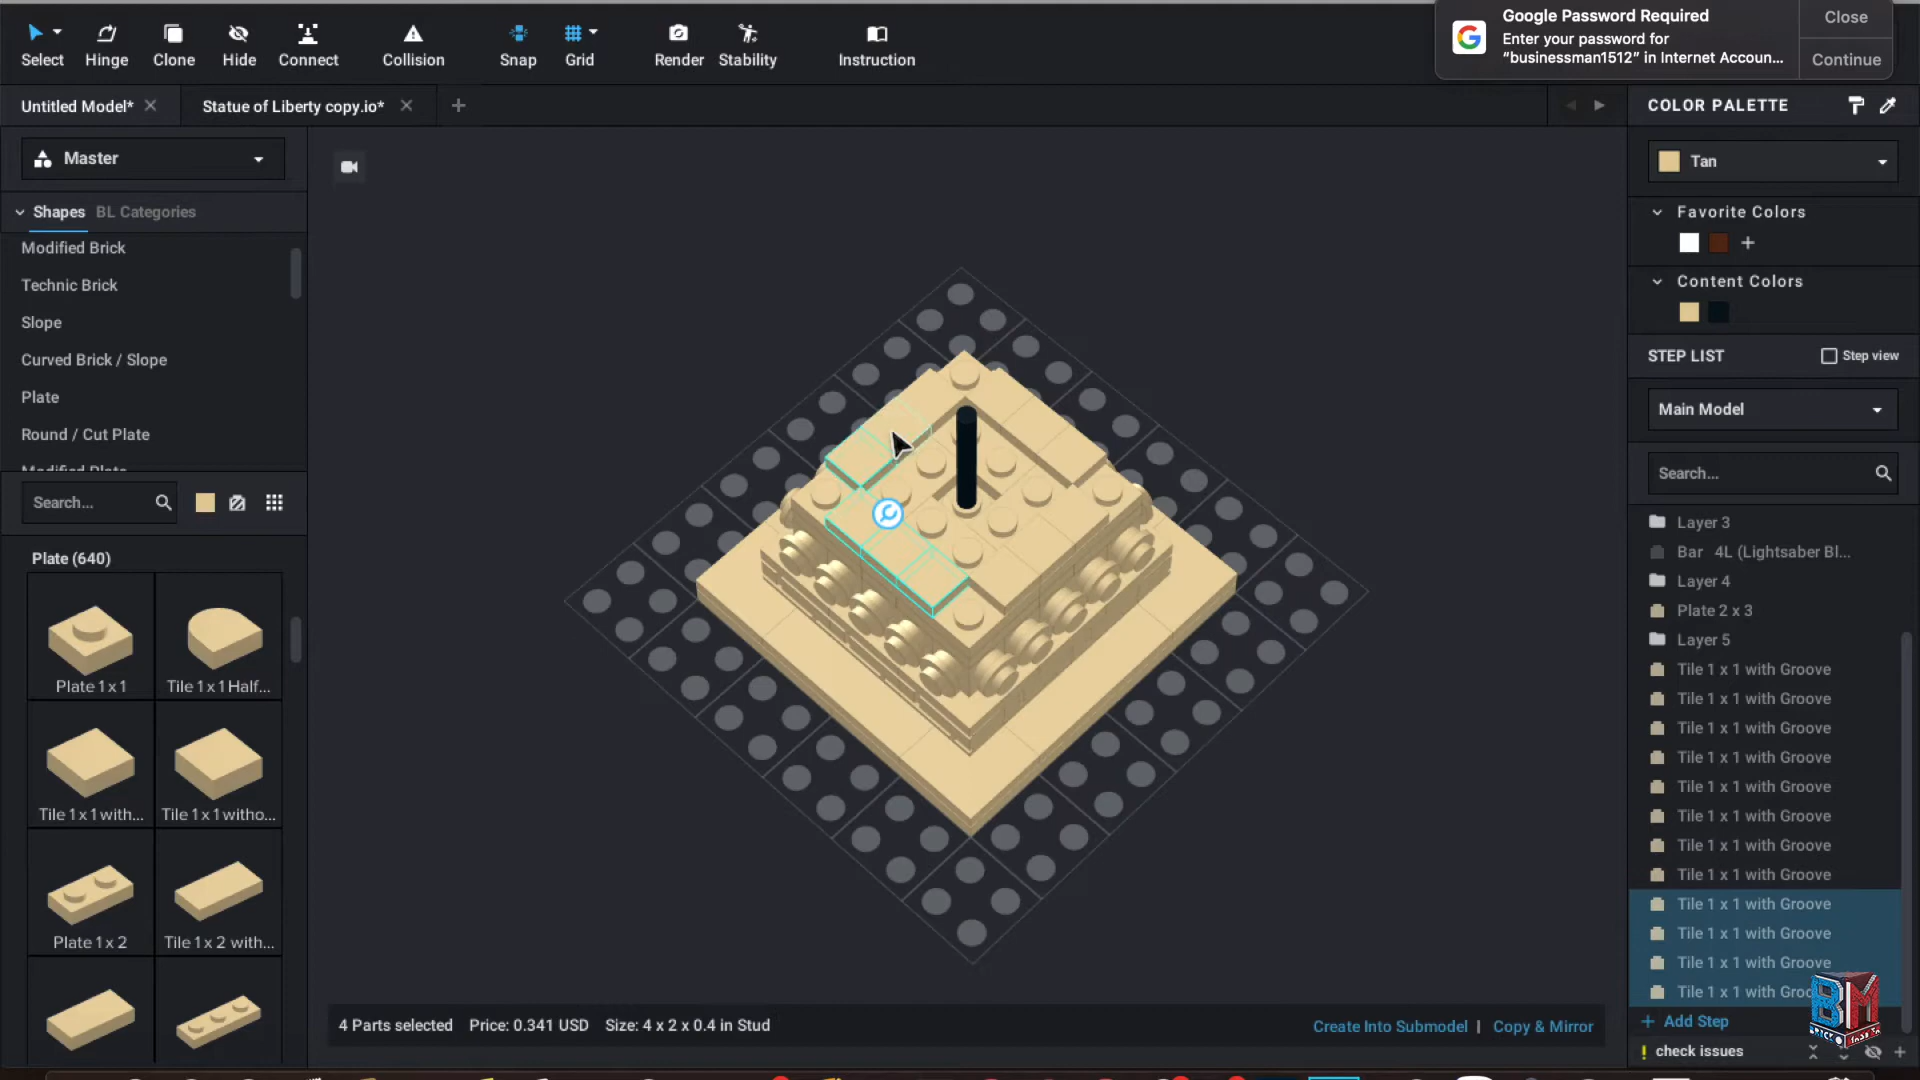 Select
Hinge
Clone
Hide
Connect
Collision
Snap
Grid
Render
Stability
Instruction
Google Password Required
Enter your password for
“businessman1512” in Internet Accoun...
Close
Continue
Untitled Model*
Statue of Liberty copy.io*
Master
Shapes
BL Categories
Modified Brick
Technic Brick
Slope
Curved Brick / Slope
Plate
Round / Cut Plate
Modified Plate
Search...
Plate (640)
Plate 1 x 1
Tile 1 x 1 Half...
Tile 1 x 1 with...
Tile 1 x 1 witho...
Plate 1 x 2
Tile 1 x 2 with...
4 Parts selected
Price: 0.341 USD
Size: 4 x 2 x 0.4 in Stud
Create Into Submodel | Copy & Mirror
COLOR PALETTE
Tan
Favorite Colors
Content Colors
STEP LIST
Step view
Main Model
Search...
Layer 3
Bar 4L (Lightsaber Bl...
Layer 4
Plate 2 x 3
Layer 5
Tile 1 x 1 with Groove
Tile 1 x 1 with Groove
Tile 1 x 1 with Groove
Tile 1 x 1 with Groove
Tile 1 x 1 with Groove
Tile 1 x 1 with Groove
Tile 1 x 1 with Groove
Tile 1 x 1 with Groove
Tile 1 x 1 with Groove
Tile 1 x 1 with Groove
Tile 1 x 1 with Groove
Tile 1 x 1 with Groo
+ Add Step
check issues
BM